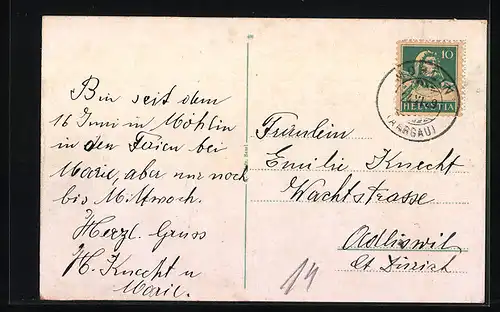 Bin seit dem
16 Juni in Möhlin
in den Faien bei
Marie, aber nur noch
bis Mittwoch.
Herzl. Gruss
H. Knecht u
Marie.
10
HELVETIA
(AARGAU)
Fräulein
Emilie Knecht
Wachtstrasse
Adliswil
Ct Zürich
14